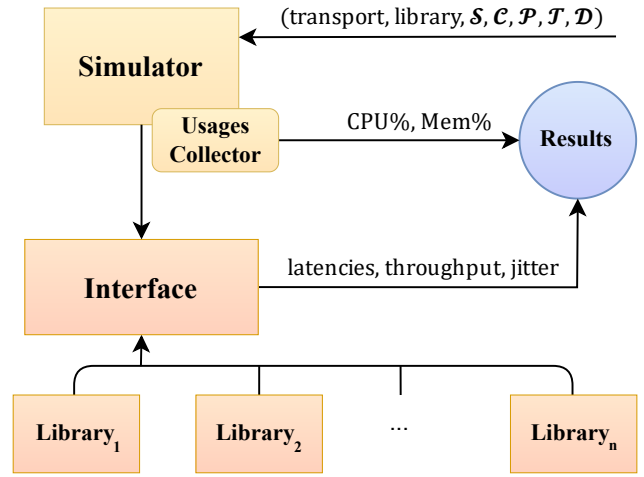 (transport, library, 𝓢, 𝓒, 𝓟, 𝓣, 𝓓)
Simulator
Usages
Collector
CPU%, Mem%
Results
Interface
latencies, throughput, jitter
Library₁
Library₂
...
Libraryₙ